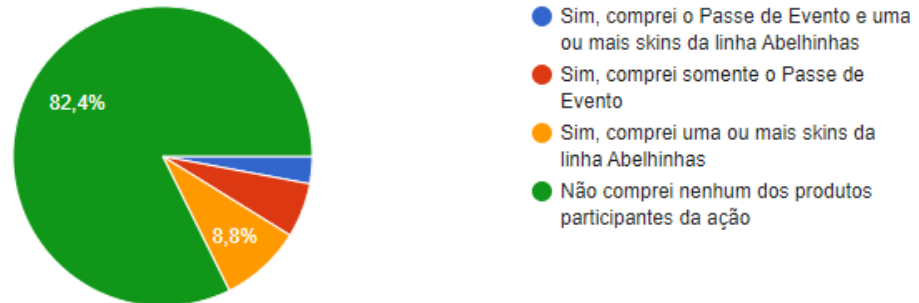 82,4%
8,8%
Sim, comprei o Passe de Evento e uma
ou mais skins da linha Abelhinhas
Sim, comprei somente o Passe de
Evento
Sim, comprei uma ou mais skins da
linha Abelhinhas
Não comprei nenhum dos produtos
participantes da ação